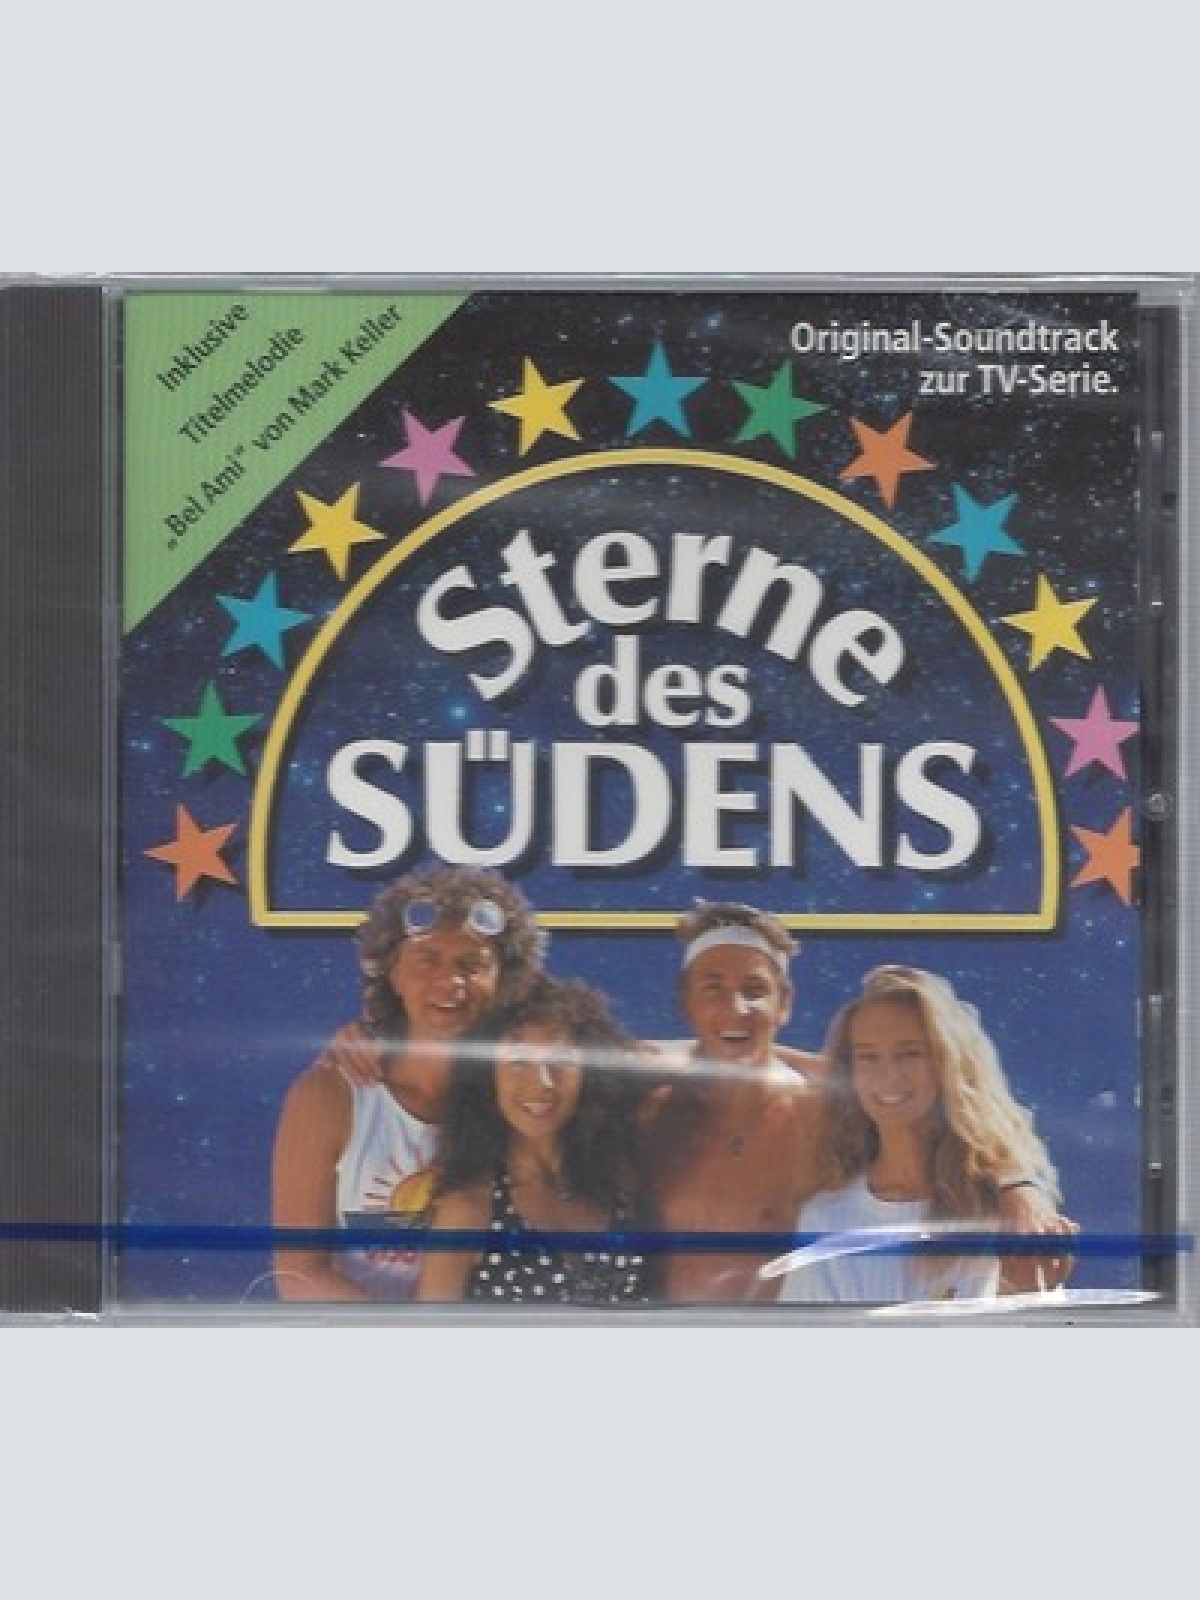 Inklusive
Titelmelodie
„Bel Ami“ von Mark Keller
Original-Soundtrack
zur TV-Serie.
Sterne
des
SÜDENS